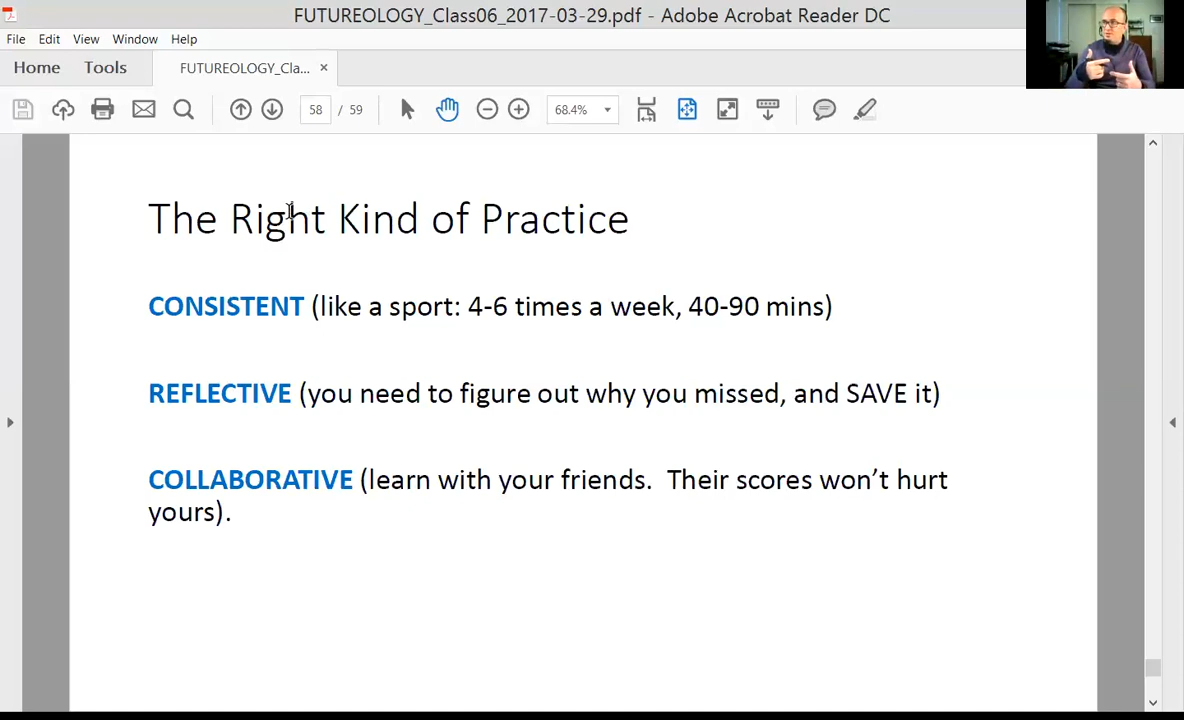 FUTUREOLOGY_Class06_2017-03-29.pdf - Adobe Acrobat Reader DC
File Edit View Window Help
Home Tools FUTUREOLOGY_Cla... ×
58 / 59 68.4%
The Right Kind of Practice
CONSISTENT (like a sport: 4-6 times a week, 40-90 mins)
REFLECTIVE (you need to figure out why you missed, and SAVE it)
COLLABORATIVE (learn with your friends. Their scores won’t hurt
yours).